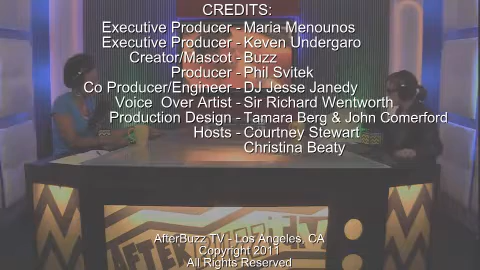 CREDITS:
Executive Producer - Maria Menounos
Executive Producer - Keven Undergaro
Creator/Mascot - Buzz
Producer - Phil Svitek
Co Producer/Engineer - DJ Jesse Janedy
Voice Over Artist - Sir Richard Wentworth
Production Design - Tamara Berg & John Comerford
Hosts - Courtney Stewart
Christina Beaty
AfterBuzz TV - Los Angeles, CA
Copyright 2011
All Rights Reserved